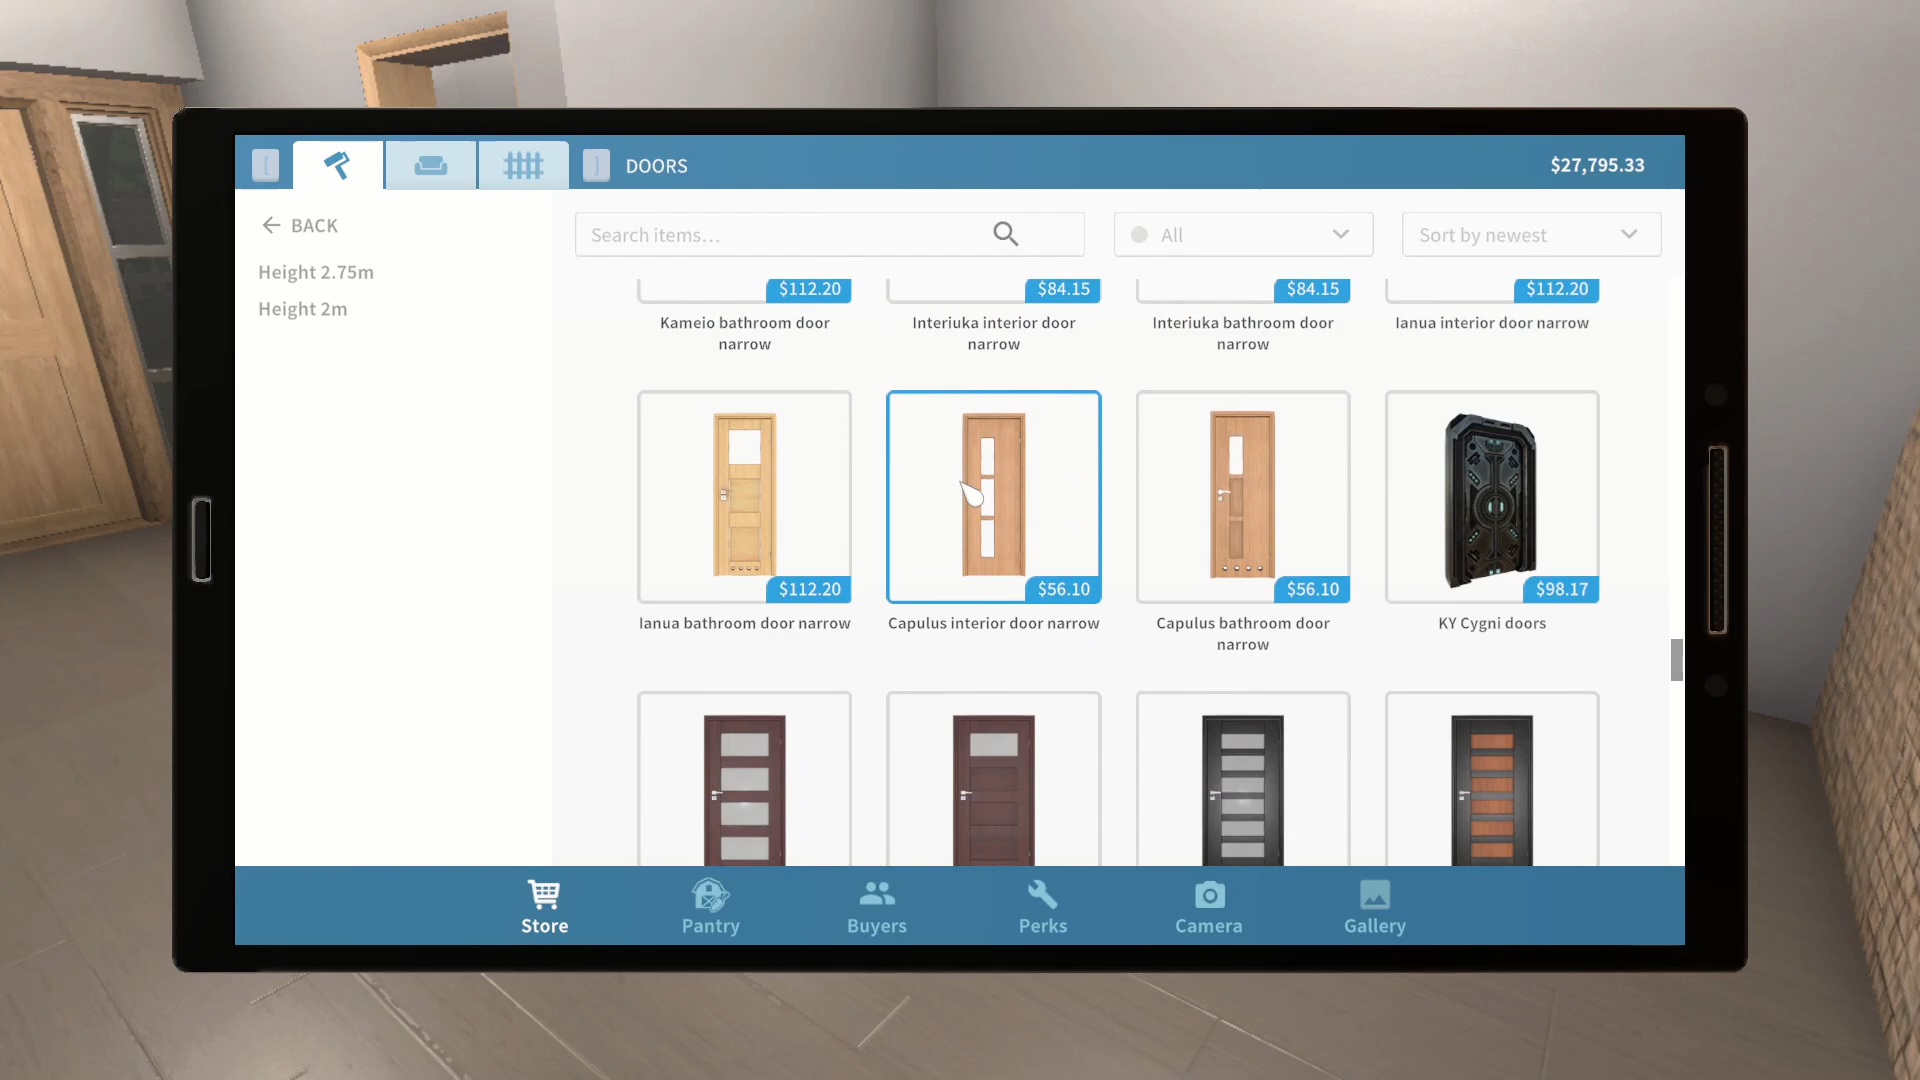 [
]
DOORS
$27,795.33
BACK
Search items...
All
Sort by newest
Height 2.75m
Height 2m
$112.20
$84.15
$84.15
$112.20
Kameio bathroom door
narrow
Interiuka interior door
narrow
Interiuka bathroom door
narrow
Ianua interior door narrow
$112.20
$56.10
$56.10
$98.17
Ianua bathroom door narrow
Capulus interior door narrow
Capulus bathroom door
narrow
KY Cygni doors
Store
Pantry
Buyers
Perks
Camera
Gallery